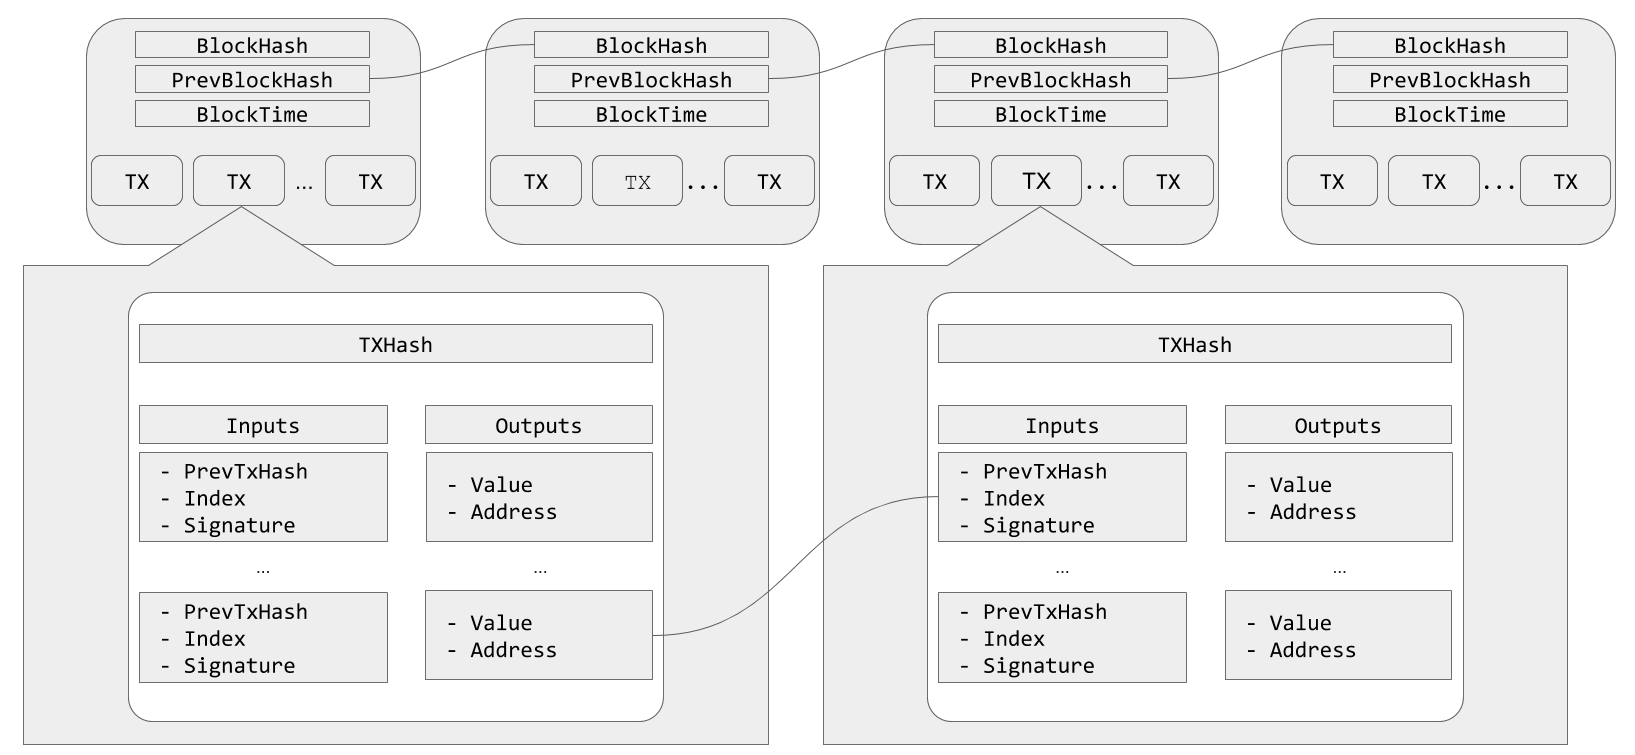 BlockHash
PrevBlockHash
BlockTime
TX TX ... TX
BlockHash
PrevBlockHash
BlockTime
TX TX ... TX
BlockHash
PrevBlockHash
BlockTime
TX TX ... TX
BlockHash
PrevBlockHash
BlockTime
TX TX ... TX
TXHash
Inputs
- PrevTxHash
- Index
- Signature
...
- PrevTxHash
- Index
- Signature
Outputs
- Value
- Address
...
- Value
- Address
TXHash
Inputs
- PrevTxHash
- Index
- Signature
...
- PrevTxHash
- Index
- Signature
Outputs
- Value
- Address
...
- Value
- Address